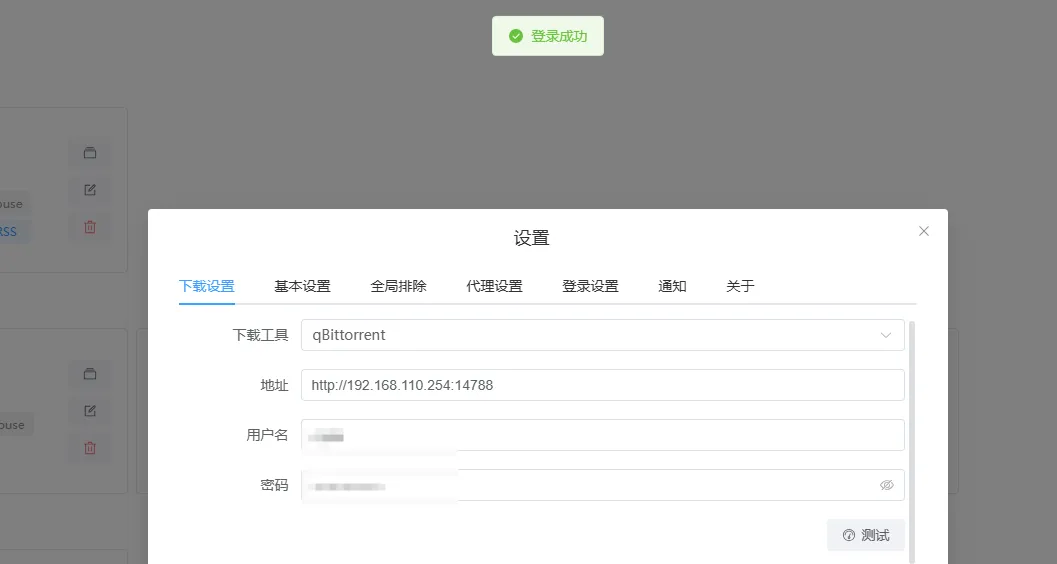 登录成功
ouse
RSS
设置
下载设置 基本设置 全局排除 代理设置 登录设置 通知 关于
下载工具 qBittorrent
地址 http://192.168.110.254:14788
用户名
ouse
密码
测试